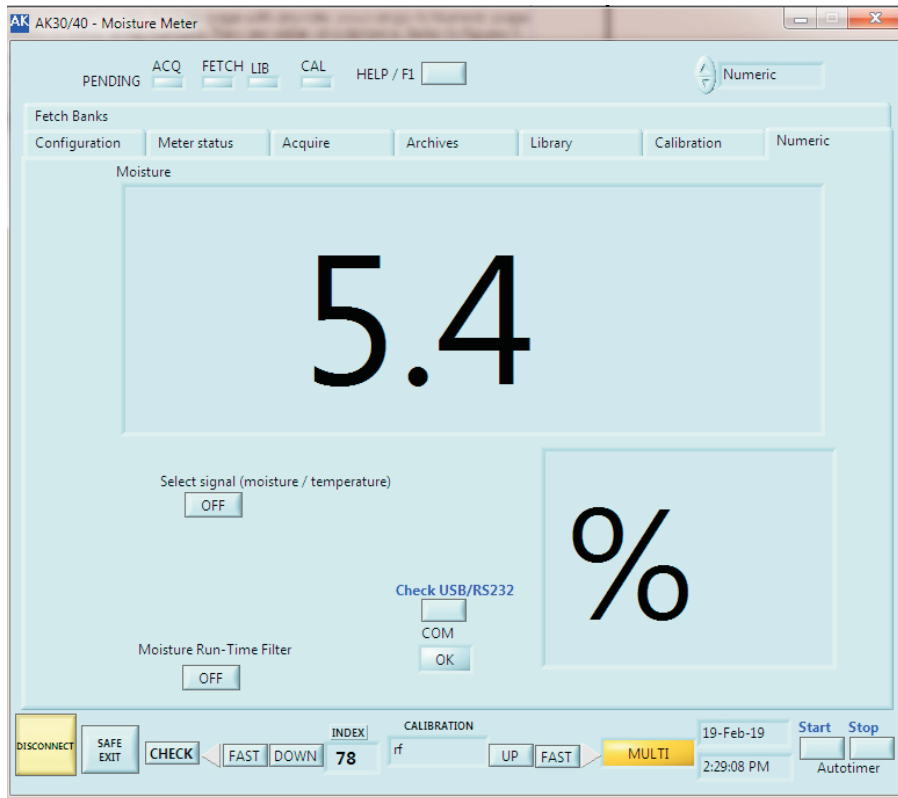 AK AK30/40 - Moisture Meter
PENDING ACQ FETCH LIB CAL HELP / F1 Numeric
Fetch Banks
Configuration Meter status Acquire Archives Library Calibration Numeric
Moisture
5.4
Select signal (moisture / temperature)
OFF
%
Check USB/RS232
COM
OK
Moisture Run-Time Filter
OFF
DISCONNECT
SAFE EXIT
CHECK FAST DOWN
INDEX
78
CALIBRATION
rf
UP FAST
MULTI
19-Feb-19
2:29:08 PM
Start Stop
Autotimer